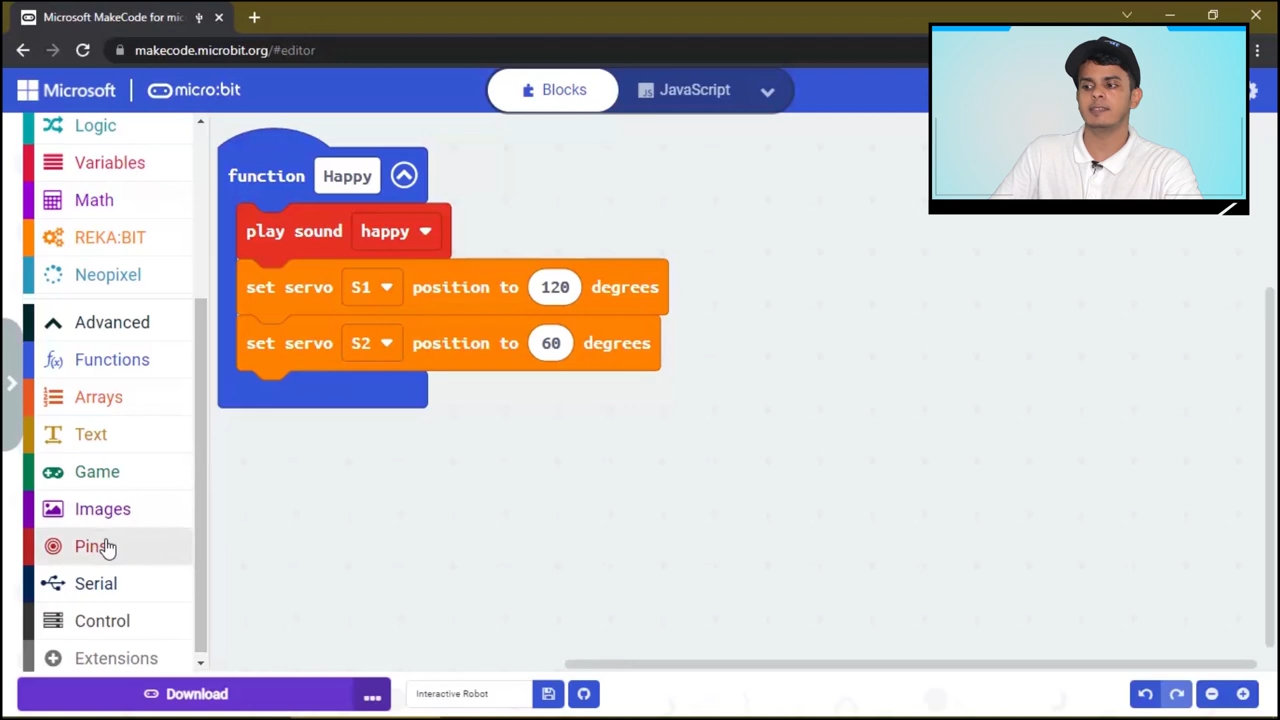 Microsoft MakeCode for mic
makecode.microbit.org/#editor
Microsoft
micro:bit
Blocks
JS JavaScript
Logic
Variables
Math
REKA:BIT
Neopixel
Advanced
f(x) Functions
Arrays
Text
Game
Images
Pins
Serial
Control
Extensions
function Happy
play sound happy
set servo S1 position to 120 degrees
set servo S2 position to 60 degrees
Download
Interactive Robot